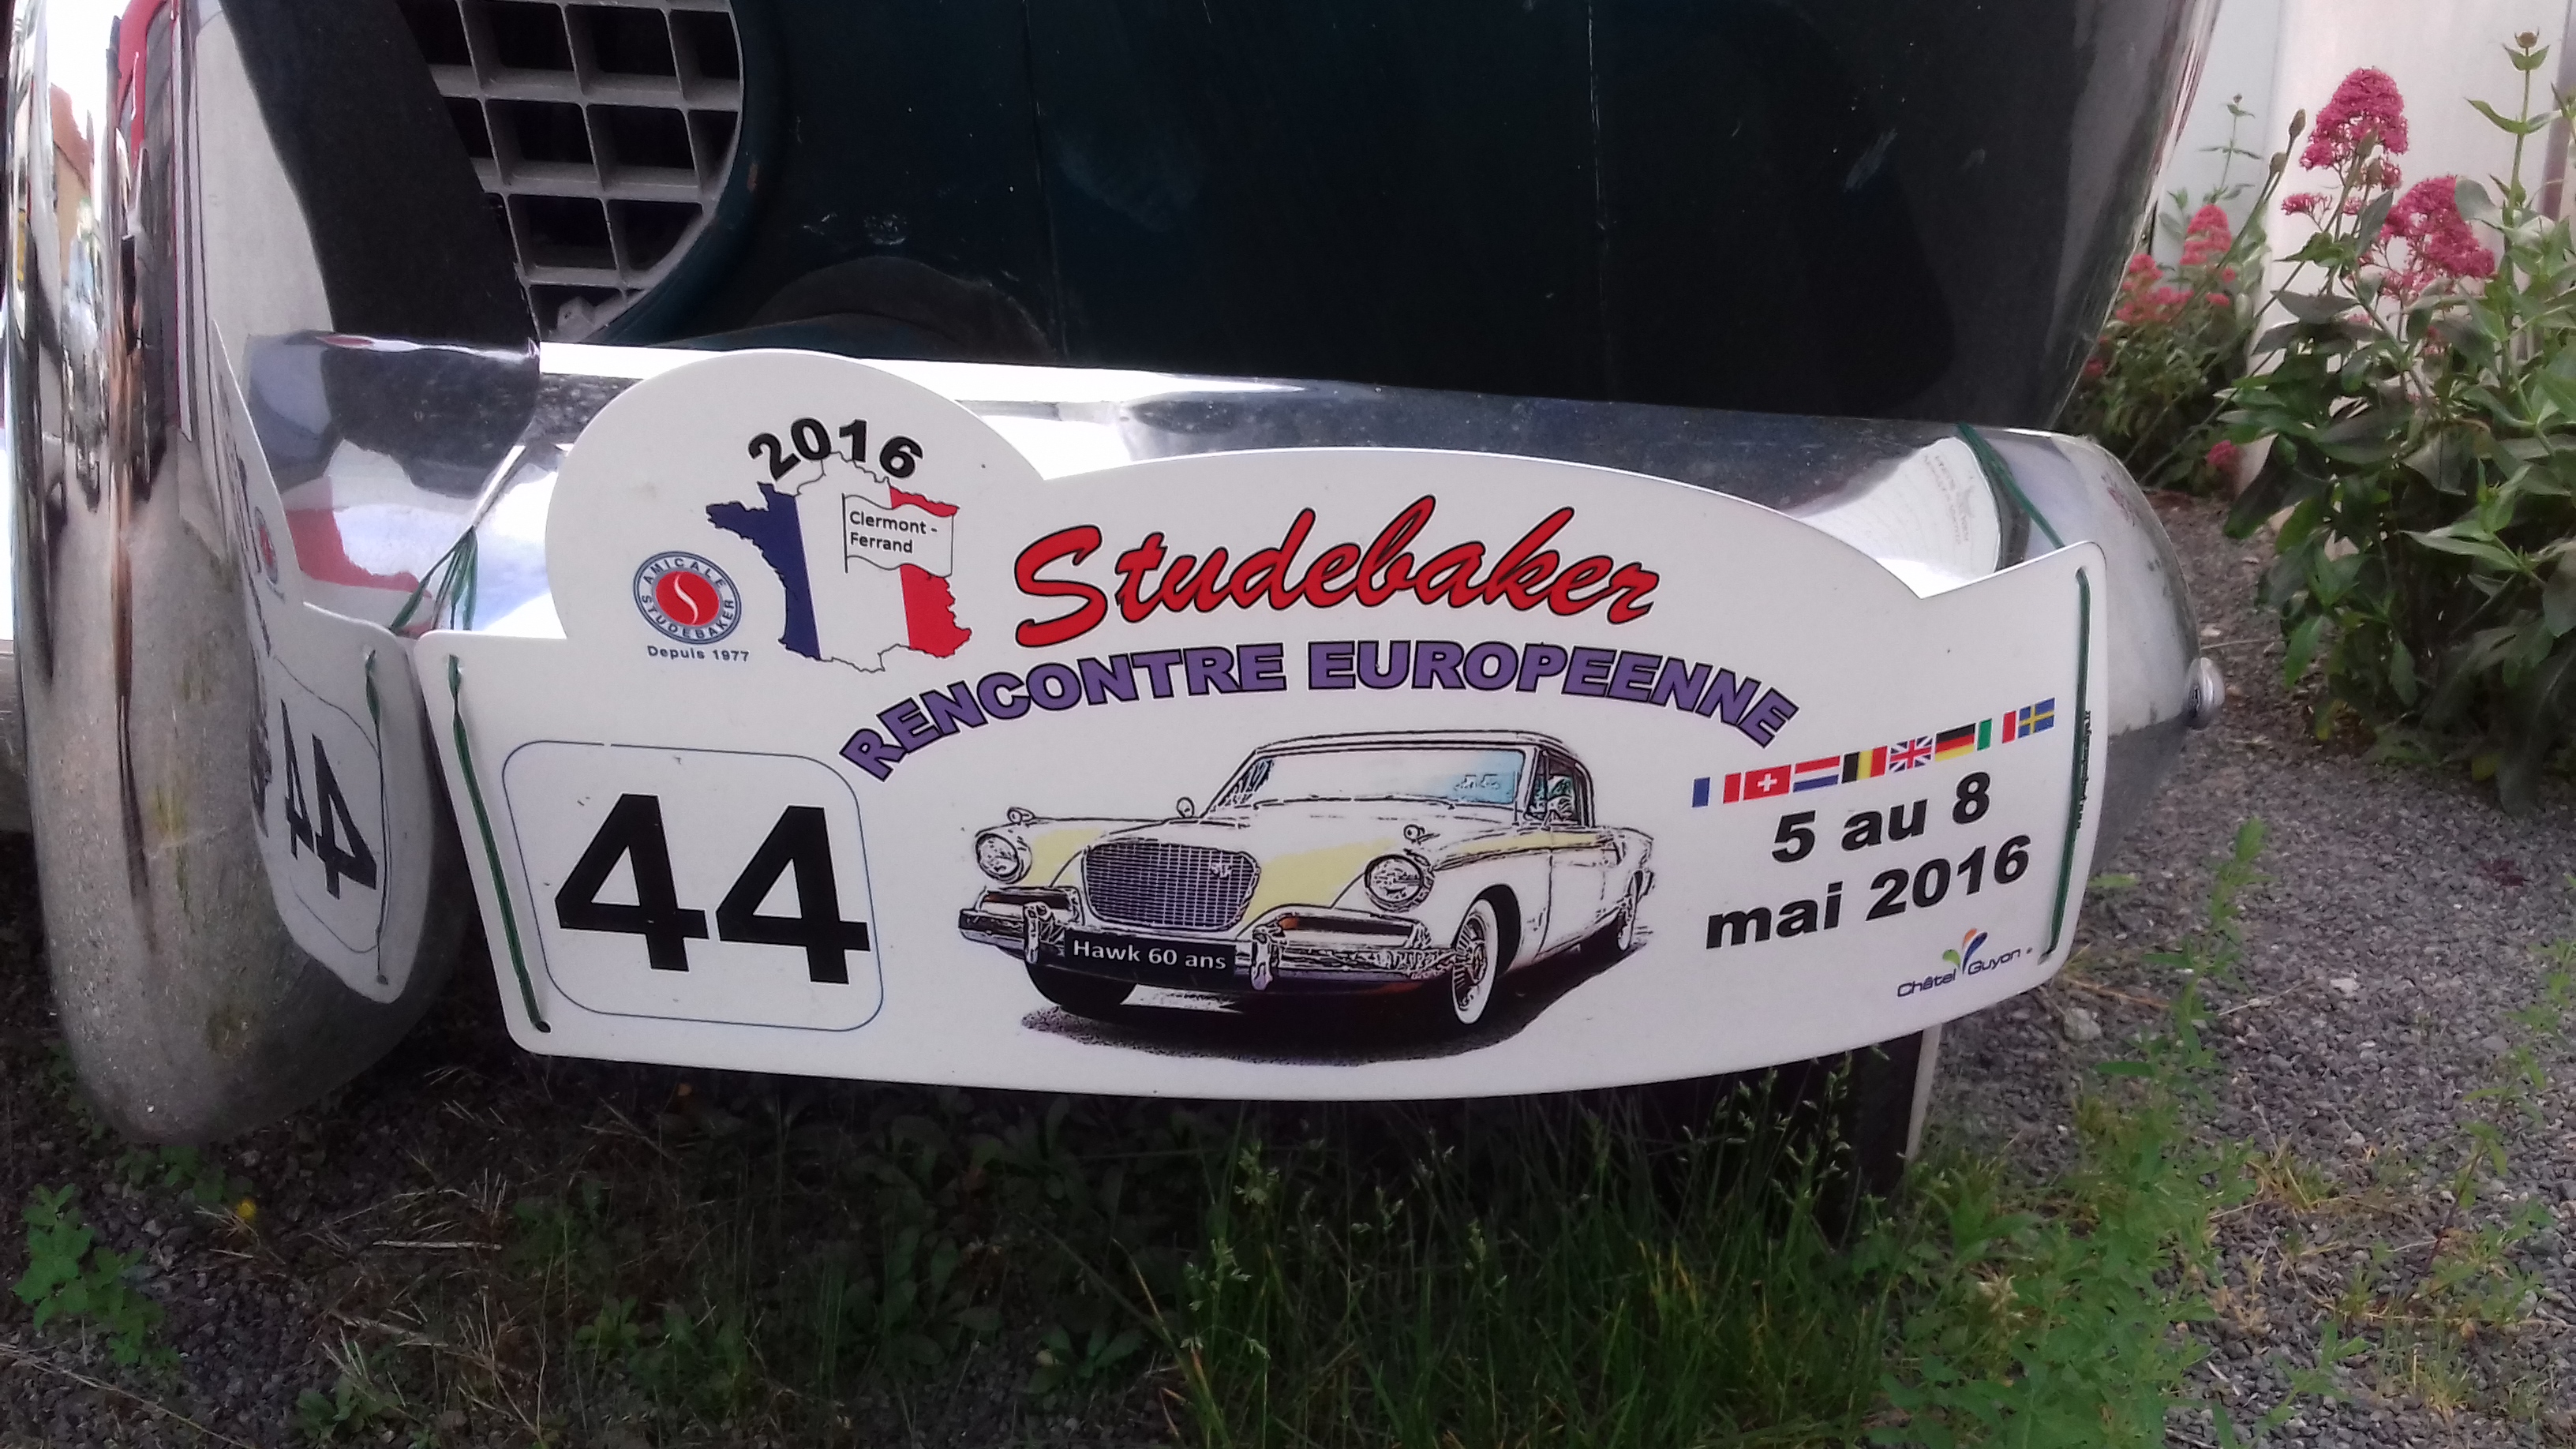 2016
Clermont -
Ferrand
AMICALE
STUDEBAKER
Depuis 1977
Studebaker
RENCONTRE EUROPEENNE
44
Hawk 60 ans
5 au 8
mai 2016
Châtel Guyon
44